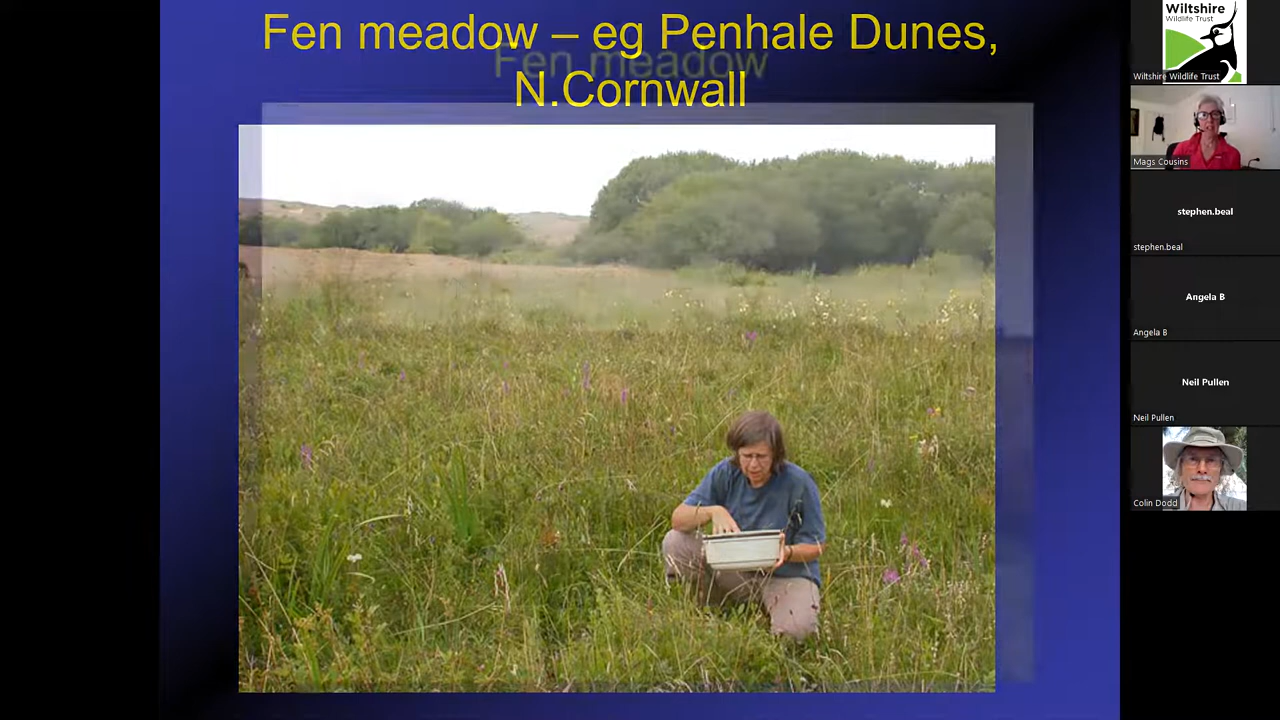 Fen meadow – eg Penhale Dunes,
Fen meadow
N.Cornwall
Wiltshire
Wildlife Trust
Wiltshire Wildlife Trust
Mags Cousins
stephen.beal
stephen.beal
Angela B
Angela B
Neil Pullen
Neil Pullen
Colin Dodd